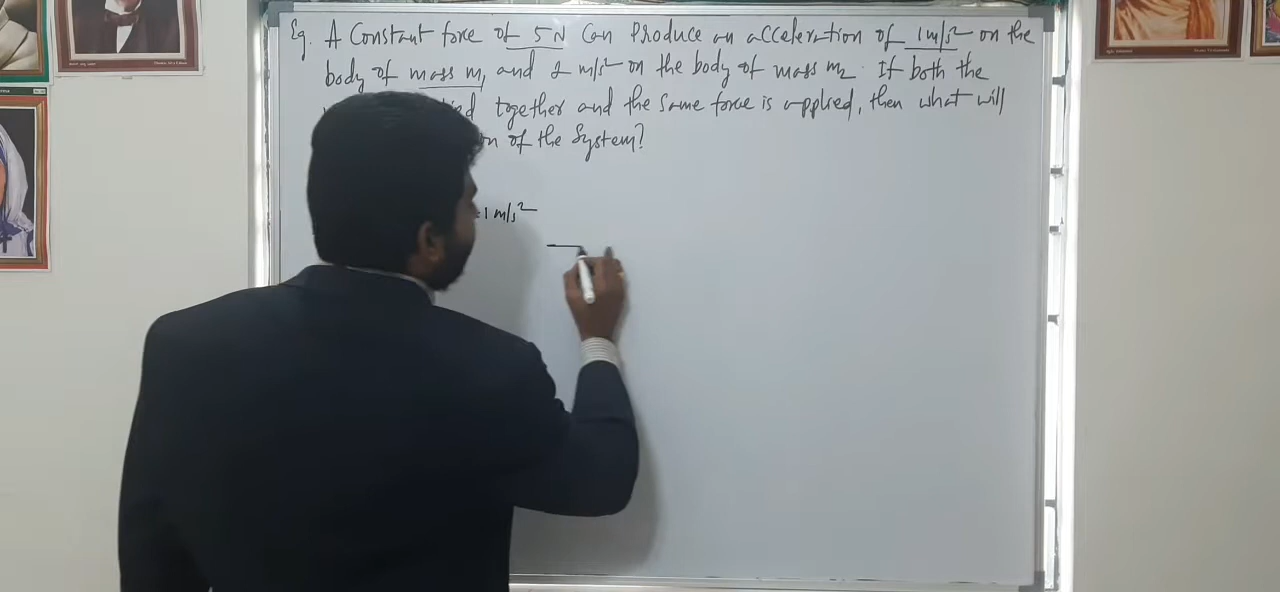 Eg. A Constant force of 5 N Can Produce an acceleration of 1 m/s² on the
body of mass m₁ and 2 m/s² on the body of mass m₂. If both the
together and the same force is applied, then what will
of the System?
1 m/s²